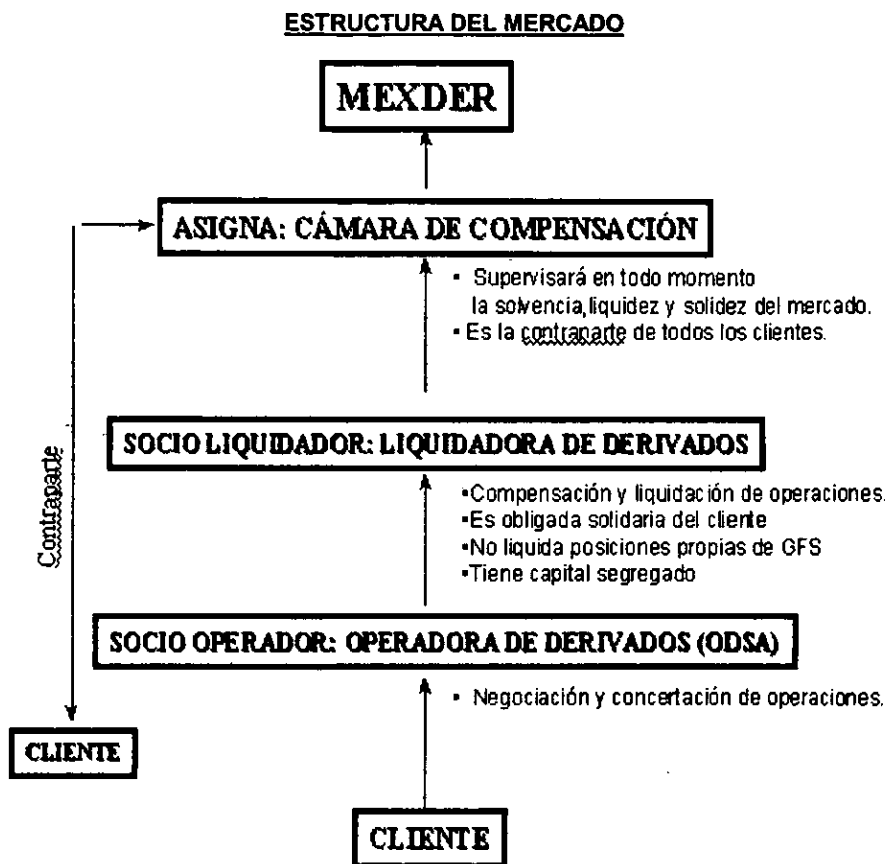 ESTRUCTURA DEL MERCADO
MEXDER
ASIGNA: CÁMARA DE COMPENSACIÓN
▪ Supervisará en todo momento
la solvencia,liquidez y solidez del mercado.
▪ Es la contraparte de todos los clientes.
Contraparte
SOCIO LIQUIDADOR: LIQUIDADORA DE DERIVADOS
▪Compensación y liquidación de operaciones.
▪Es obligada solidaria del cliente
▪No liquida posiciones propias de GFS
▪Tiene capital segregado
SOCIO OPERADOR: OPERADORA DE DERIVADOS (ODSA)
▪ Negociación y concertación de operaciones.
CLIENTE
CLIENTE